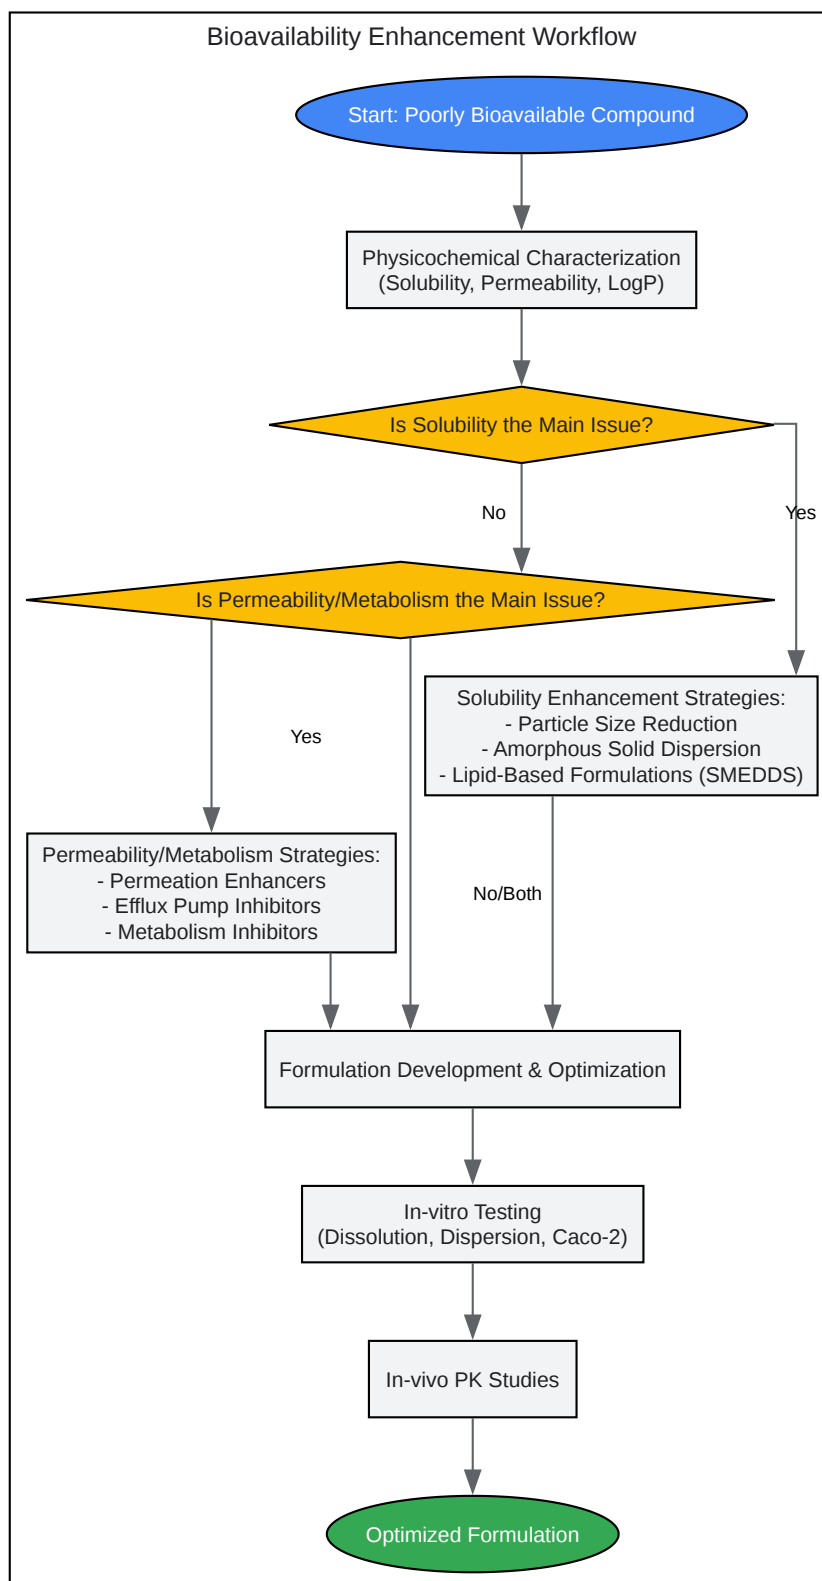 Bioavailability Enhancement Workflow
Start: Poorly Bioavailable Compound
Physicochemical Characterization
(Solubility, Permeability, LogP)
Is Solubility the Main Issue?
No
Yes
Is Permeability/Metabolism the Main Issue?
Solubility Enhancement Strategies:
- Particle Size Reduction
- Amorphous Solid Dispersion
- Lipid-Based Formulations (SMEDDS)
Yes
Permeability/Metabolism Strategies:
- Permeation Enhancers
- Efflux Pump Inhibitors
- Metabolism Inhibitors
No/Both
Formulation Development & Optimization
In-vitro Testing
(Dissolution, Dispersion, Caco-2)
In-vivo PK Studies
Optimized Formulation